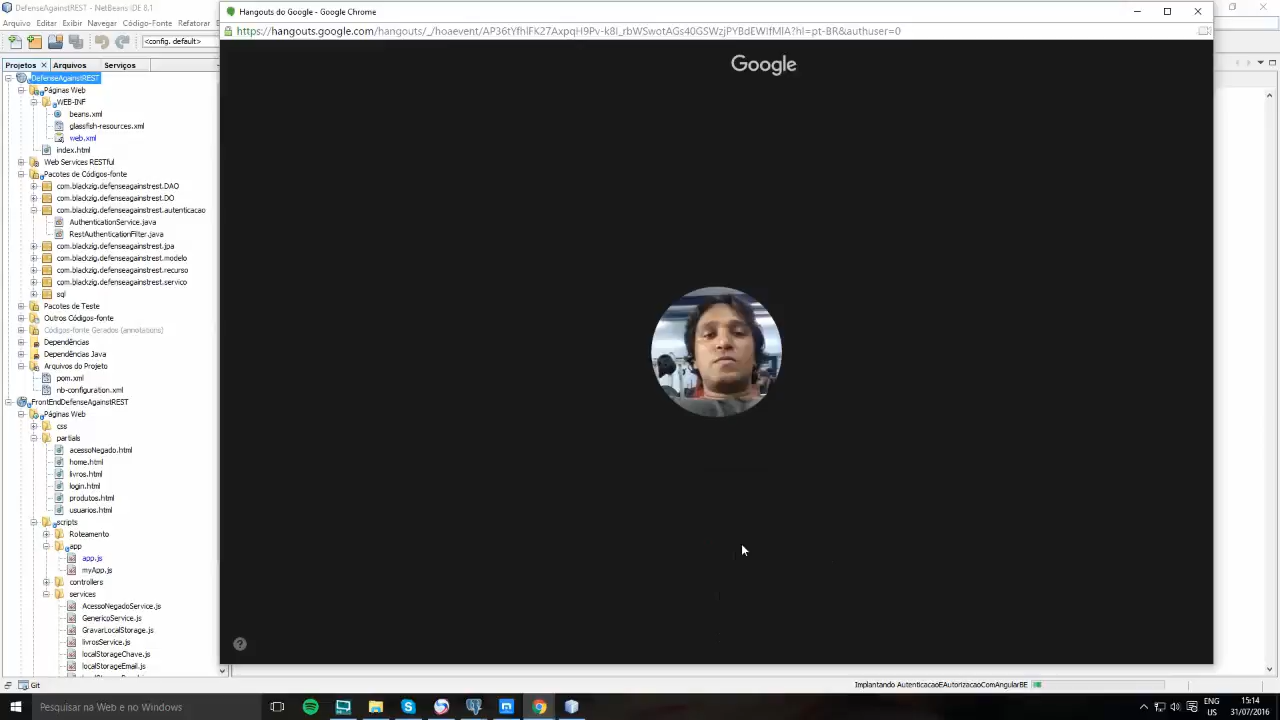 DefenseAgainstREST - NetBeans IDE 8.1
Hangouts do Google - Google Chrome
Arquivo Editar Exibir Navegar Código-Fonte Refatorar
https://hangouts.google.com/hangouts/_/hoaevent/
<config. default>
Projetos Arquivos Serviços
Google
DefenseAgainstREST
Páginas Web
WEB-INF
beans.xml
glassfish-resources.xml
web.xml
index.html
Web Services RESTful
Pacotes de Códigos-fonte
com.blackzig.defenseagainstrest.DAO
com.blackzig.defenseagainstrest.DO
com.blackzig.defenseagainstrest.autenticacao
AuthenticationService.java
RestAuthenticationFilter.java
com.blackzig.defenseagainstrest.jpa
com.blackzig.defenseagainstrest.modelo
com.blackzig.defenseagainstrest.recurso
com.blackzig.defenseagainstrest.servico
sql
Pacotes de Teste
Outros Códigos-fonte
Códigos-fonte Gerados (annotations)
Dependências
Dependências Java
Arquivos do Projeto
pom.xml
nb-configuration.xml
FrontEndDefenseAgainstREST
Páginas Web
css
partials
acessoNegado.html
home.html
livros.html
login.html
produtos.html
usuarios.html
scripts
Roteamento
app
app.js
myApp.js
controllers
services
AcessoNegadoService.js
GenericoService.js
GravarLocalStorage.js
livrosService.js
localStorageChave.js
localStorageEmail.js
?
Git
Implantando AutenticacaoEAutorizacaoComAngularBE
Pesquisar na Web e no Windows
ENG
US
15:14
31/07/2016